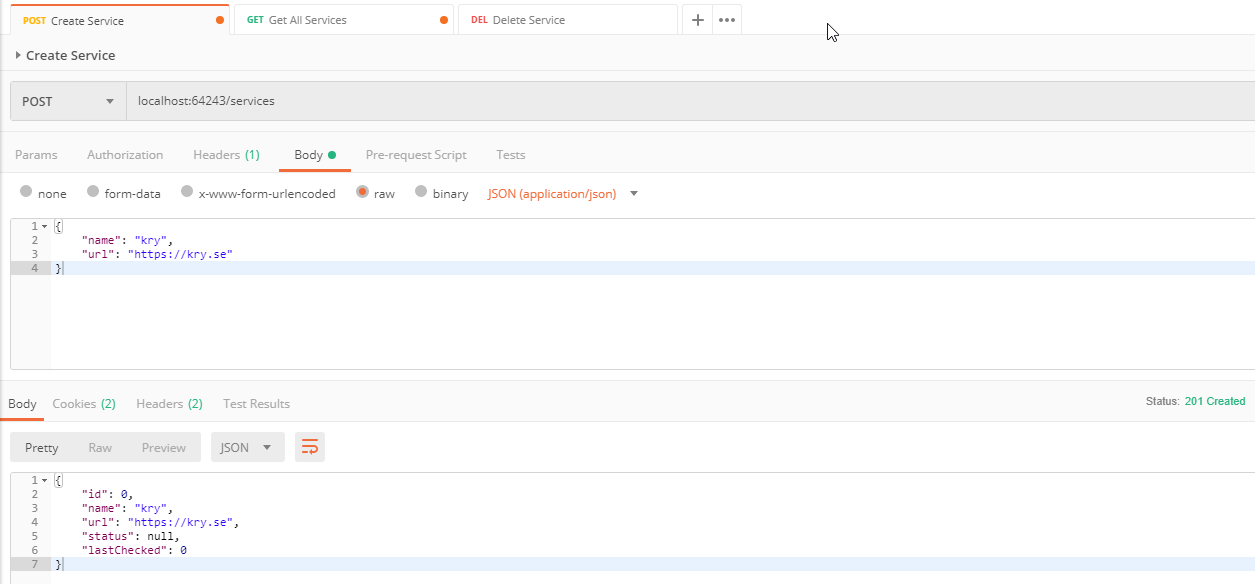 POST Create Service GET Get All Services DEL Delete Service + •••
Create Service
POST localhost:64243/services
Params Authorization Headers (1) Body Pre-request Script Tests
none form-data x-www-form-urlencoded raw binary JSON (application/json)
1 {
2 "name": "kry",
3 "url": "https://kry.se"
4 }
Body Cookies (2) Headers (2) Test Results Status: 201 Created
Pretty Raw Preview JSON
1 {
2 "id": 0,
3 "name": "kry",
4 "url": "https://kry.se",
5 "status": null,
6 "lastChecked": 0
7 }